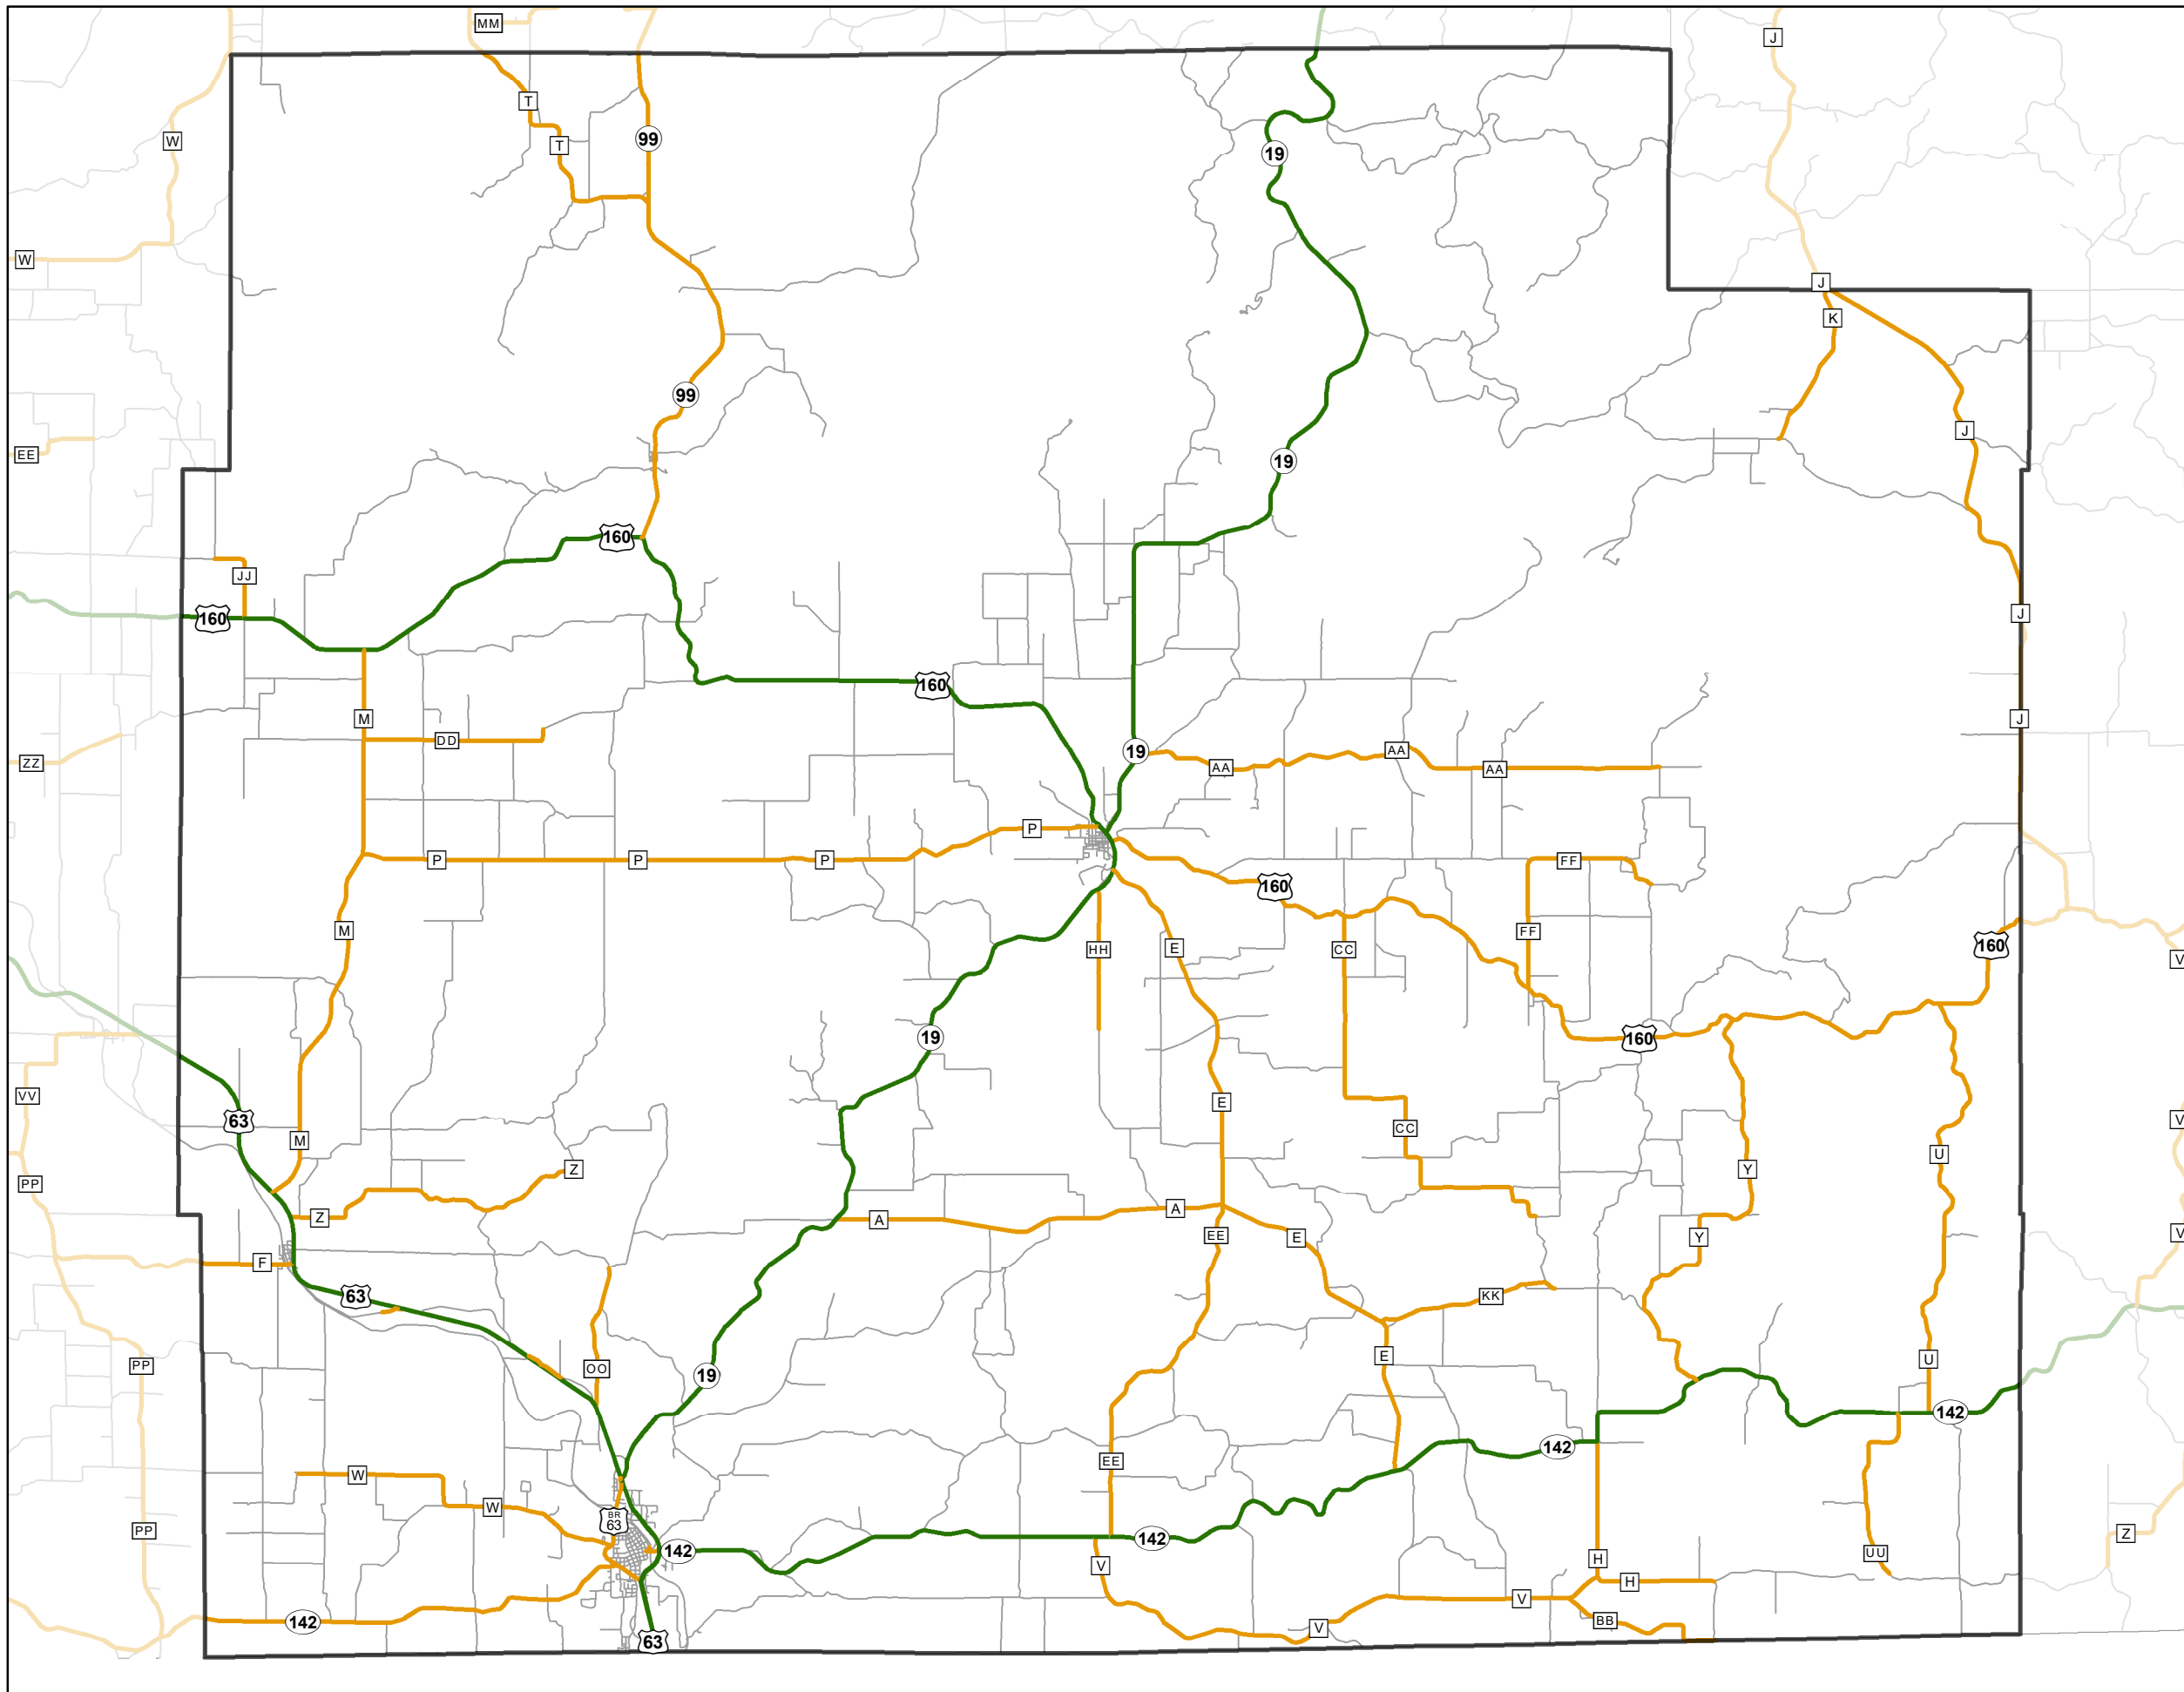 MM
J
T
W
99
T
19
W
J
K
99
J
EE
19
160
JJ
160
J
160
M
J
DD
19
AA
ZZ
AA
AA
P
P
P
P
FF
160
M
FF
160
HH
E
CC
V
19
160
VV
E
63
V
CC
M
U
Z
Y
PP
A
A
Z
EE
V
E
Y
F
63
KK
E
U
PP
OO
19
142
142
EE
W
W
BR
63
PP
Z
142
142
UU
H
V
H
V
BB
142
V
63